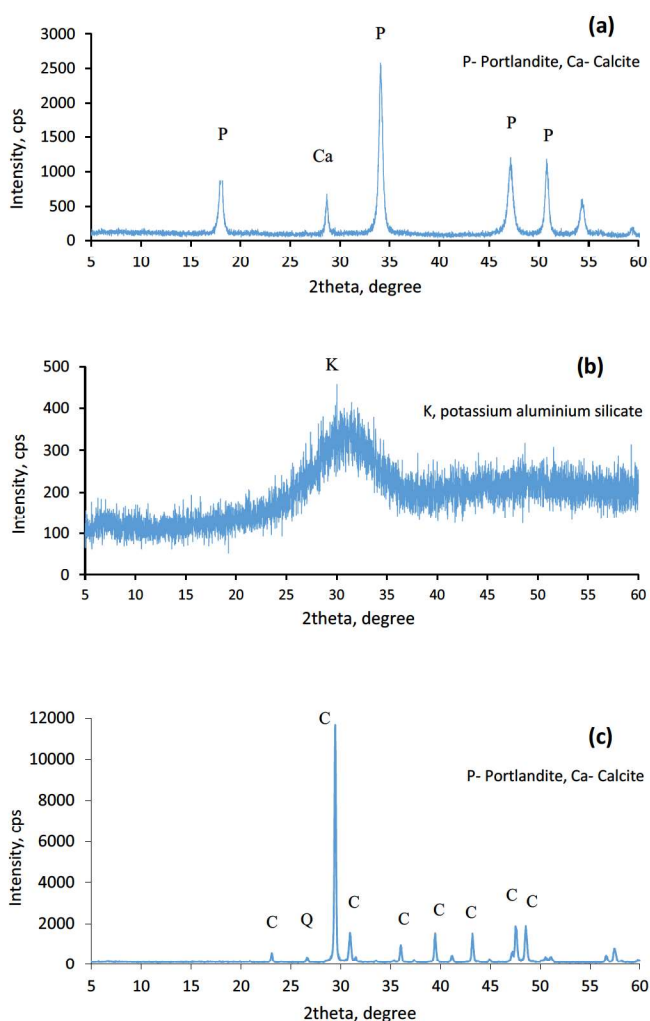 (a)
P
P- Portlandite, Ca- Calcite
3000
2500
2000
1500
1000
500
0
Intensity, cps
P
Ca
P
P
5 10 15 20 25 30 35 40 45 50 55 60
2theta, degree
(b)
K
K, potassium aluminium silicate
500
400
300
200
100
0
Intensity, cps
5 10 15 20 25 30 35 40 45 50 55 60
2theta, degree
(c)
C
P- Portlandite, Ca- Calcite
12000
10000
8000
6000
4000
2000
0
Intensity, cps
C Q C C C C C C
5 10 15 20 25 30 35 40 45 50 55 60
2theta, degree